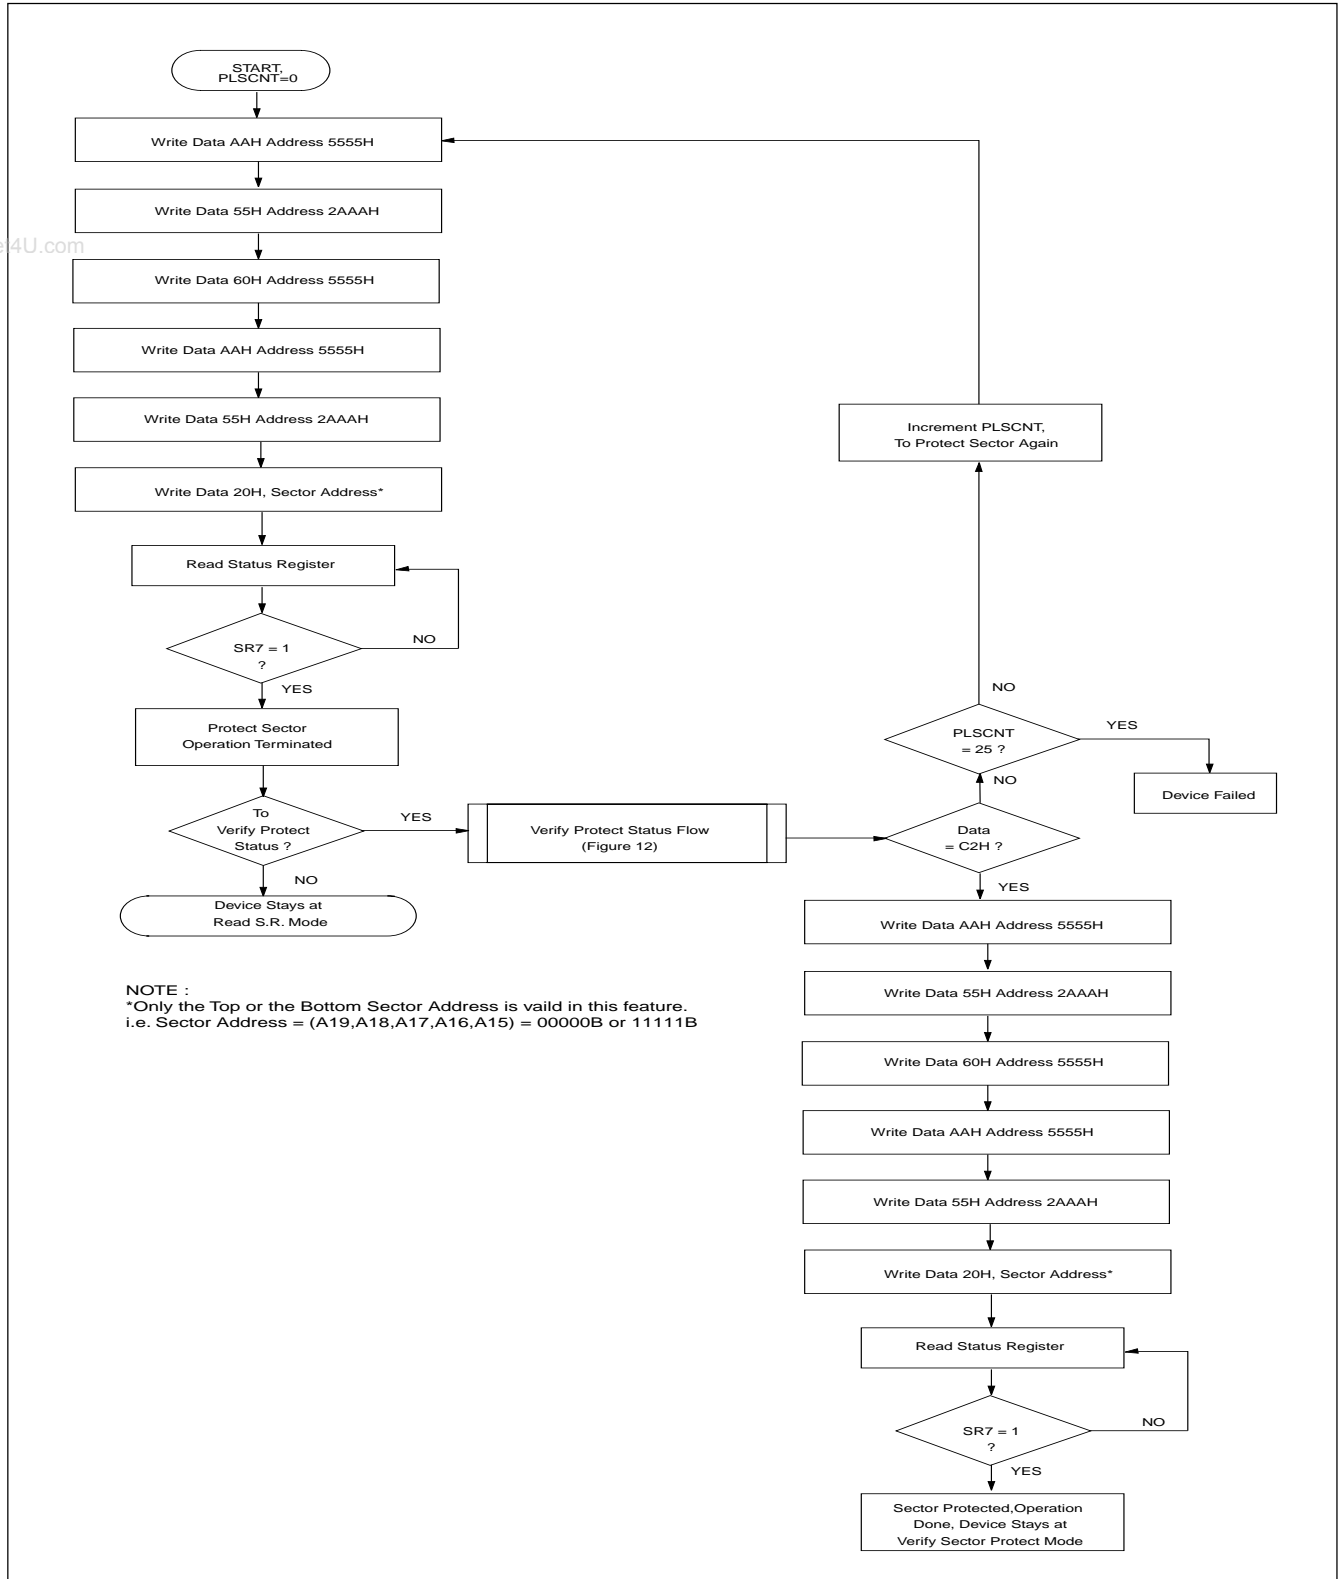 START,
PLSCNT=0
Write Data AAH Address 5555H
Write Data 55H Address 2AAAH
et4U.com
Write Data 60H Address 5555H
Write Data AAH Address 5555H
Write Data 55H Address 2AAAH
Write Data 20H, Sector Address*
Read Status Register
NO
SR7 = 1
?
YES
Protect Sector
Operation Terminated
To
Verify Protect
Status ?
YES
NO
Device Stays at
Read S.R. Mode
Verify Protect Status Flow
(Figure 12)
Increment PLSCNT,
To Protect Sector Again
NO
PLSCNT
= 25 ?
YES
Device Failed
NO
Data
= C2H ?
YES
Write Data AAH Address 5555H
Write Data 55H Address 2AAAH
Write Data 60H Address 5555H
Write Data AAH Address 5555H
Write Data 55H Address 2AAAH
Write Data 20H, Sector Address*
Read Status Register
NO
SR7 = 1
?
YES
Sector Protected,Operation
Done, Device Stays at
Verify Sector Protect Mode
NOTE :
*Only the Top or the Bottom Sector Address is vaild in this feature.
i.e. Sector Address = (A19,A18,A17,A16,A15) = 00000B or 11111B